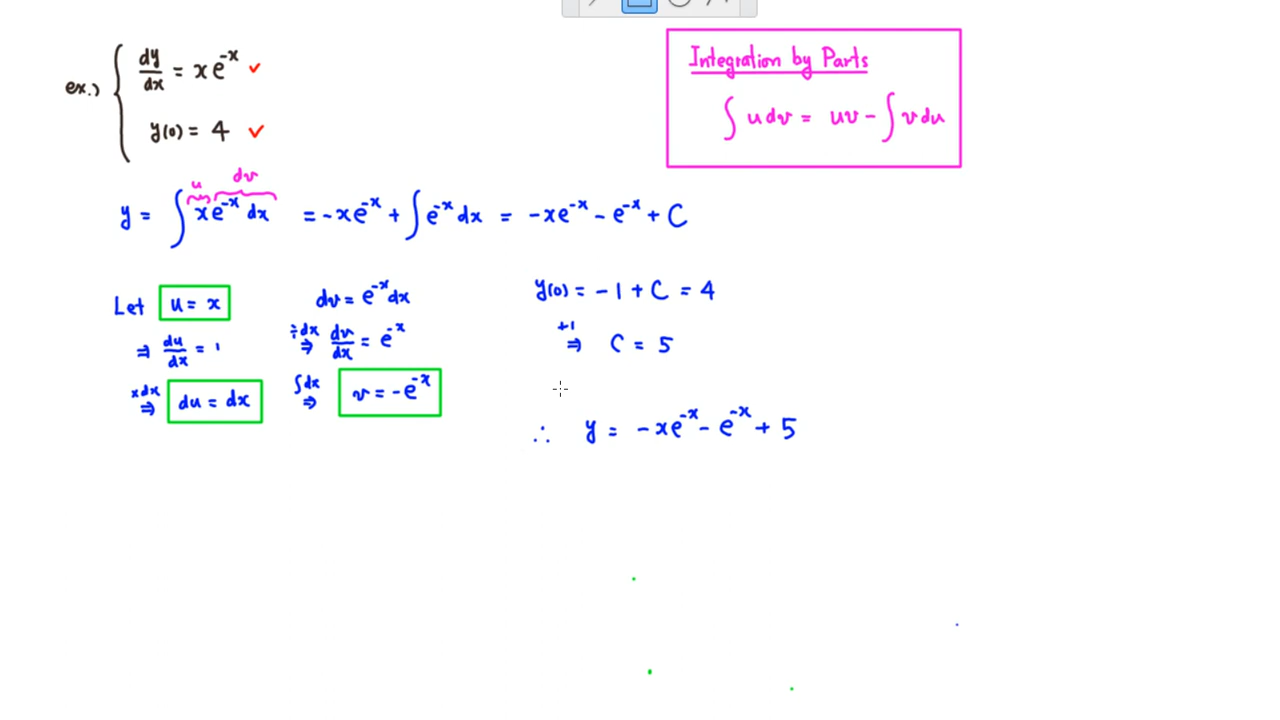 ex.) { dy/dx = xe^-x ✓
y(0) = 4 ✓
Integration by Parts
∫ u dv = uv - ∫ v du
u dv
y = ∫ xe^-x dx = -xe^-x + ∫ e^-x dx = -xe^-x - e^-x + C
Let u = x
⇒ du/dx = 1
xdx ⇒ du = dx
dv = e^-x dx
÷dx ⇒ dv/dx = e^-x
∫dx ⇒ v = -e^-x
y(0) = -1 + C = 4
+1 ⇒ C = 5
∴ y = -xe^-x - e^-x + 5